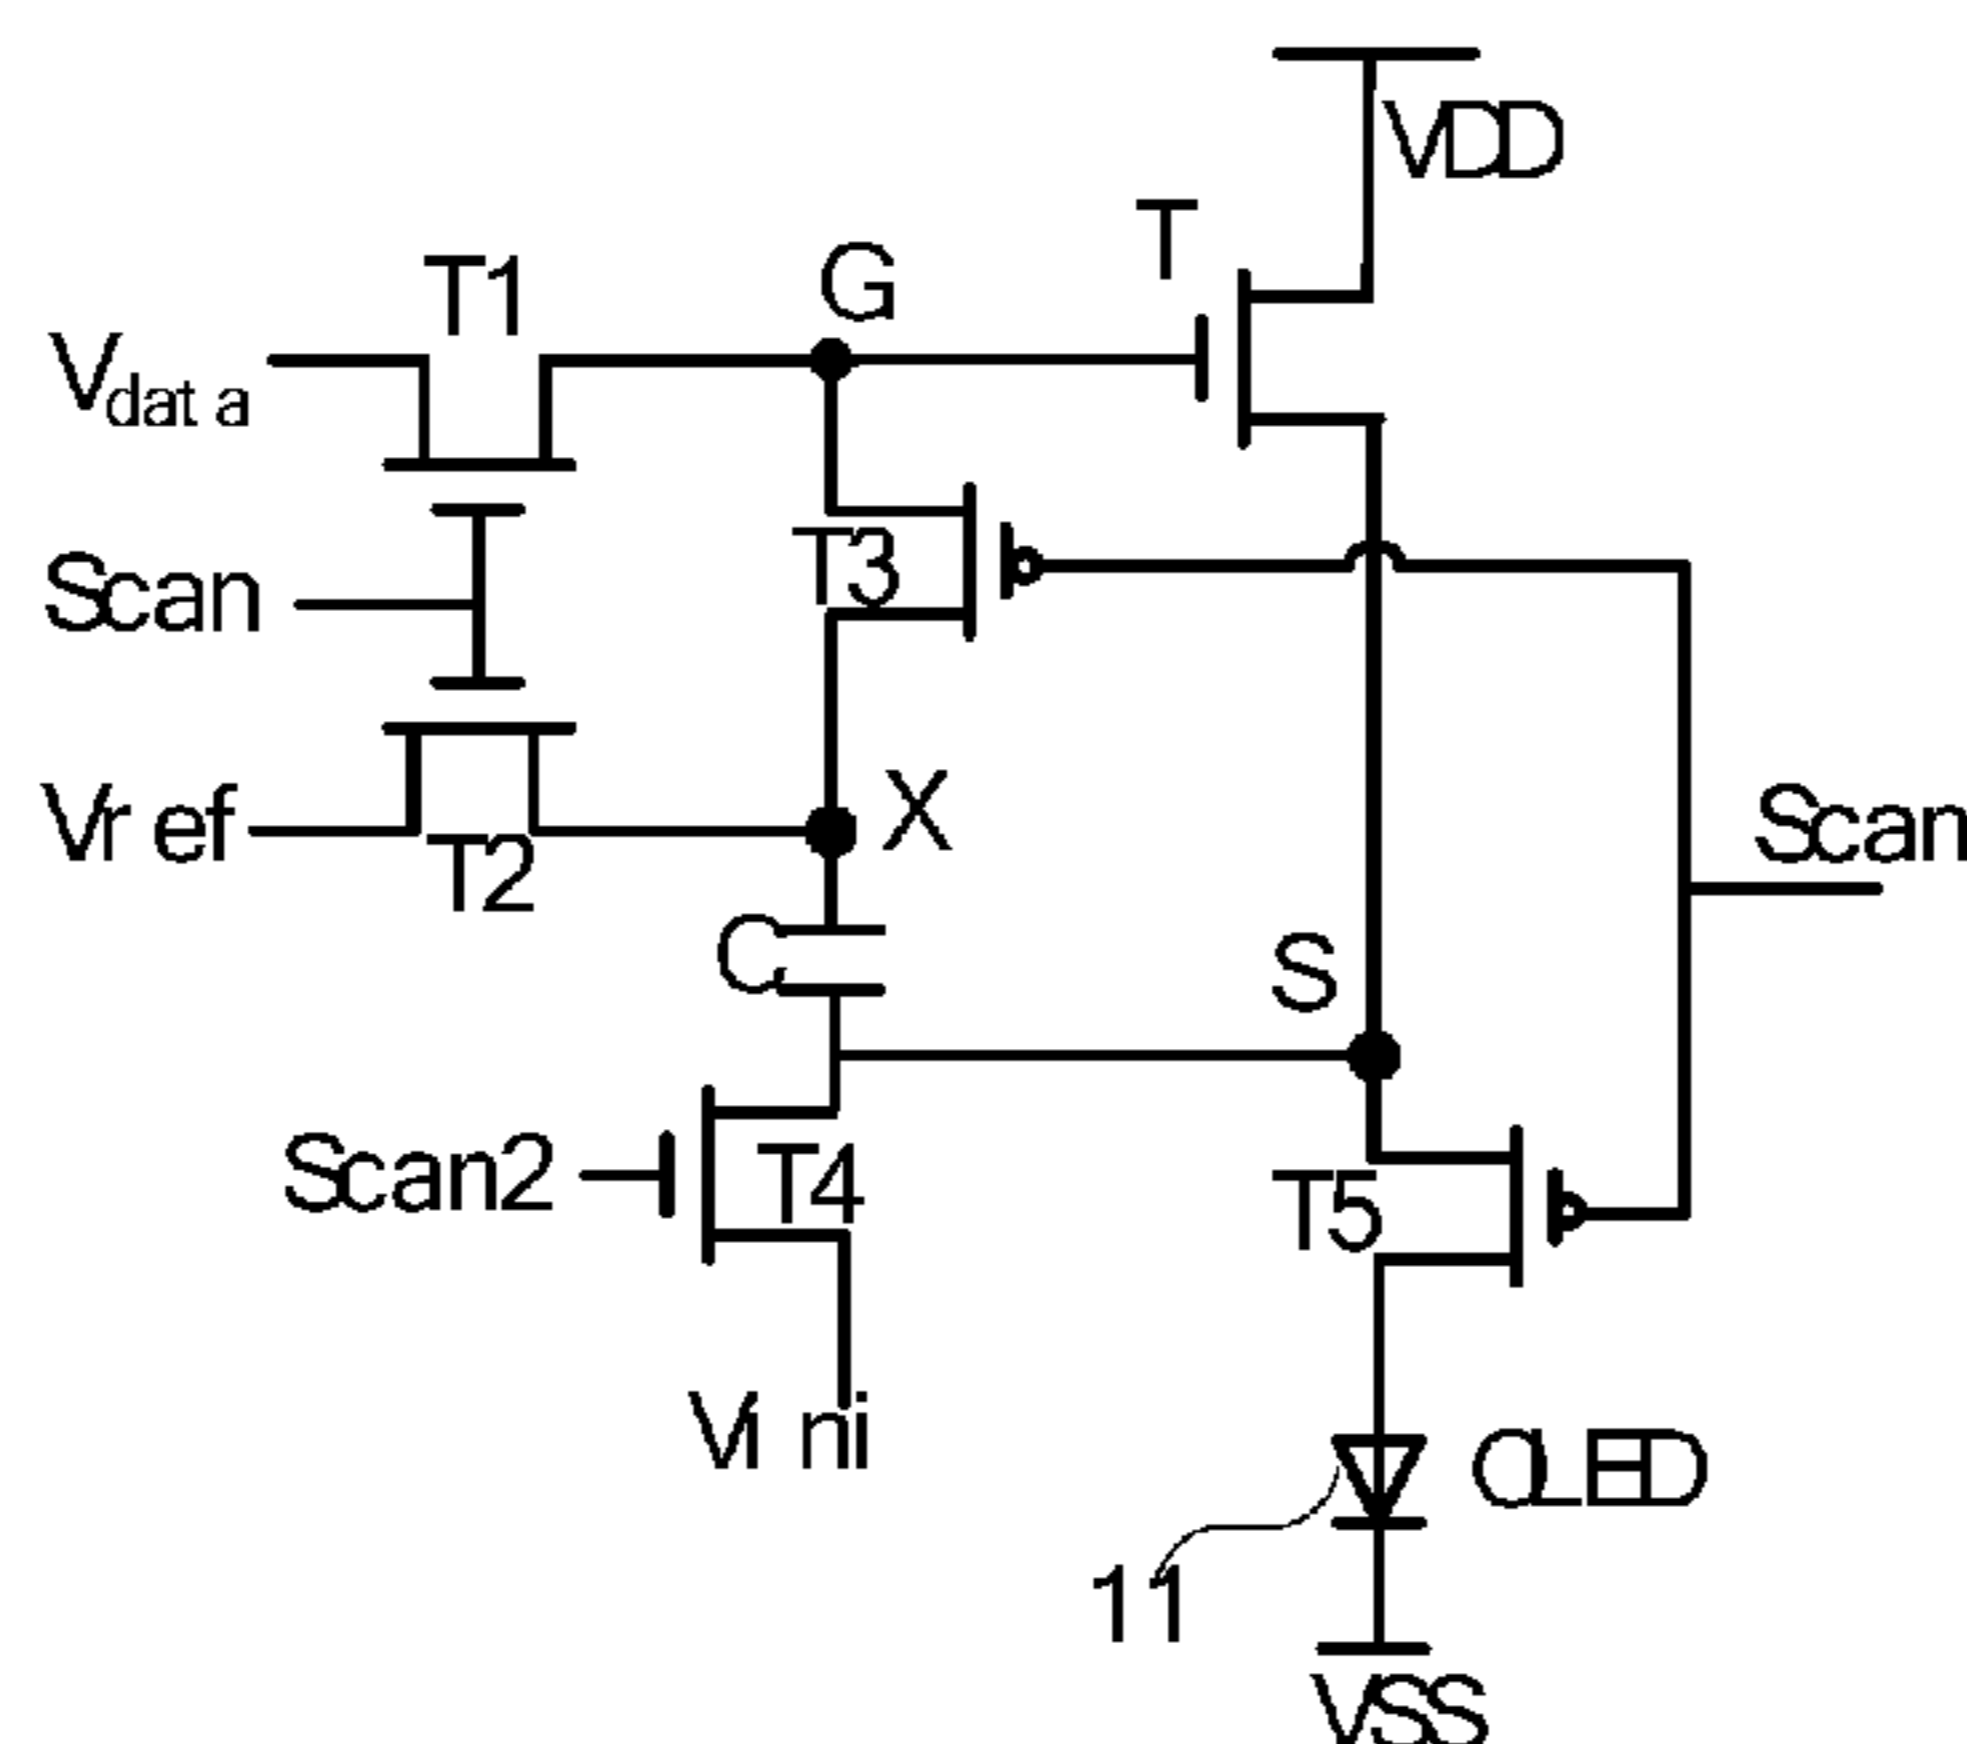 VDD
T
T1
G
Vdata
T3
Scan
X
Vref
T2
Scan
C
S
Scan2
T4
T5
Vini
OLED
11
VSS